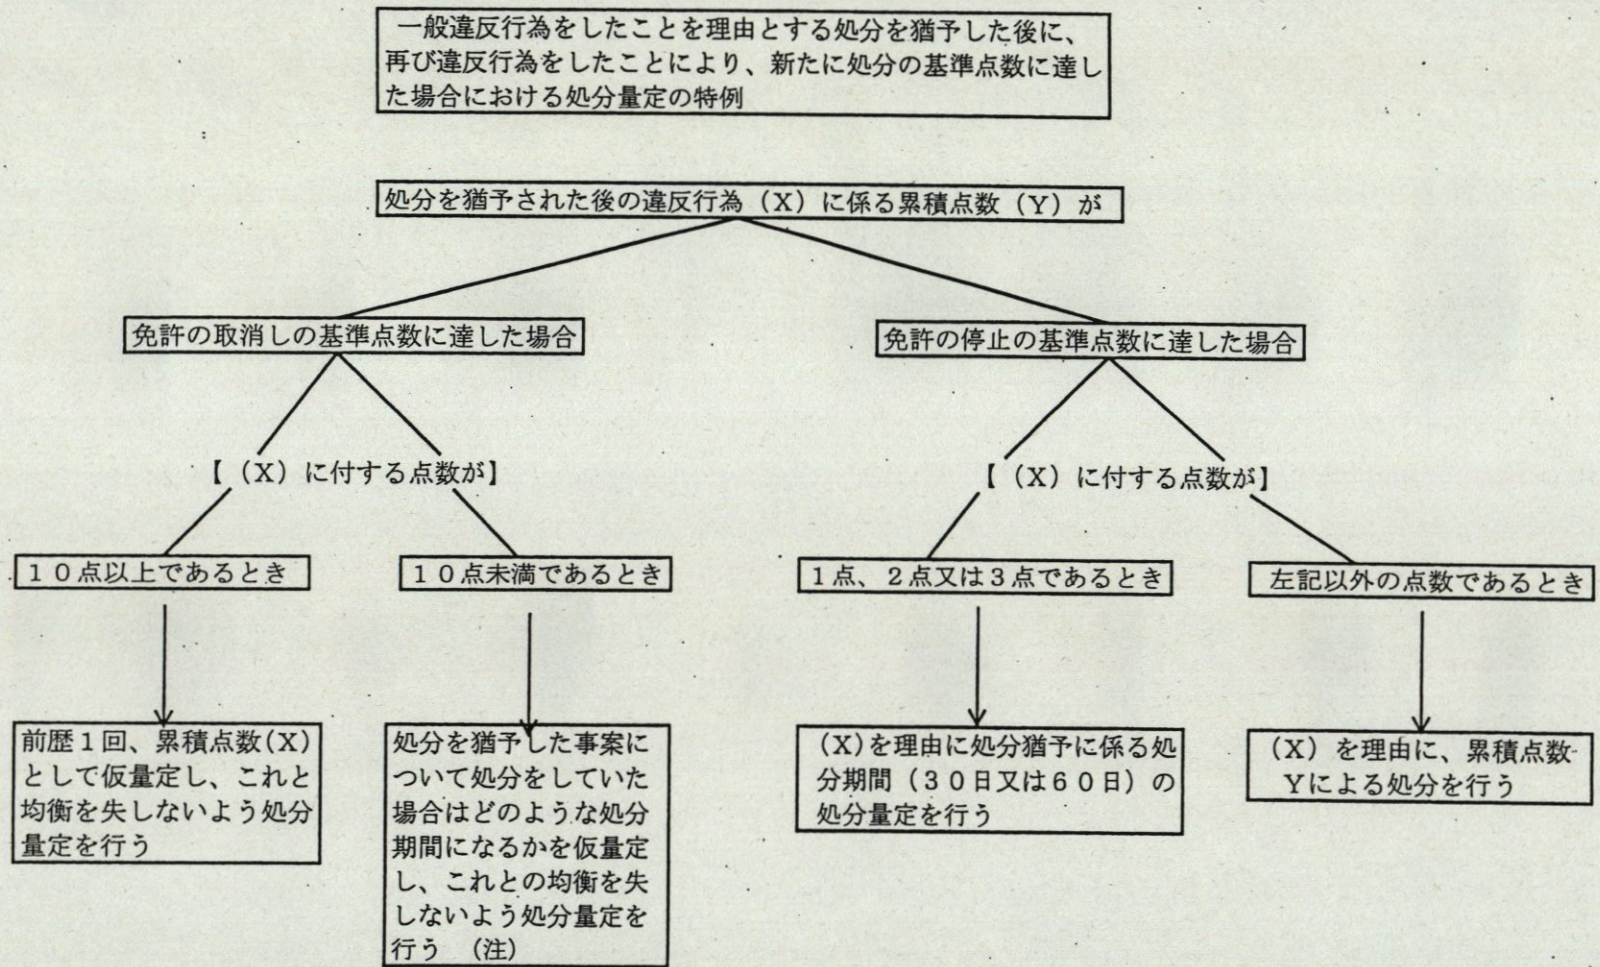 一般違反行為をしたことを理由とする処分を猶予した後に、
再び違反行為をしたことにより、新たに処分の基準点数に達し
た場合における処分量定の特例
処分を猶予された後の違反行為（X）に係る累積点数（Y）が
免許の取消しの基準点数に達した場合
免許の停止の基準点数に達した場合
【（X）に付する点数が】
【（X）に付する点数が】
１０点以上であるとき
１０点未満であるとき
１点、２点又は３点であるとき
左記以外の点数であるとき
前歴１回、累積点数(X)
としで仮量定し、これと
均衡を失しないよう処分
量定を行う
処分を猶予した事案に
ついて処分をしていた
場合はどのような処分
期間になるかを仮量定
し、これとの均衡を失
しないよう処分量定を
行う　（注）
（X）を理由に処分猶予に係る処
分期間（３０日又は６０日）の
処分量定を行う
（X）を理由に、累積点数
Yによる処分を行う